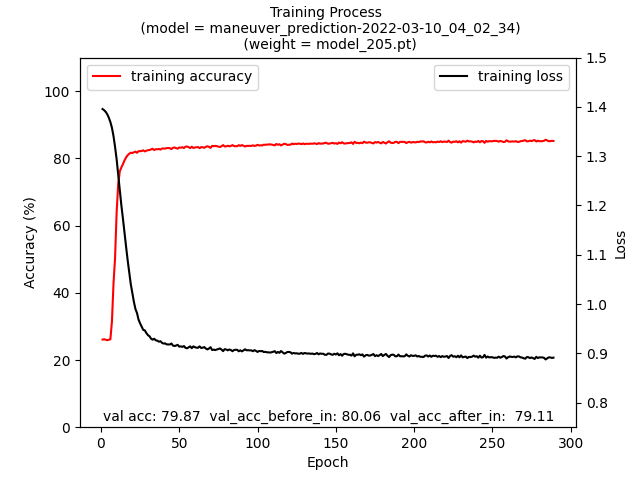 Training Process
(model = maneuver_prediction-2022-03-10_04_02_34)
(weight = model_205.pt)
training accuracy
training loss
Accuracy (%)
100
80
60
40
20
0
1.5
1.4
1.3
1.2
1.1
1.0
0.9
0.8
Loss
val acc: 79.87 val_acc_before_in: 80.06 val_acc_after_in: 79.11
0 50 100 150 200 250 300
Epoch